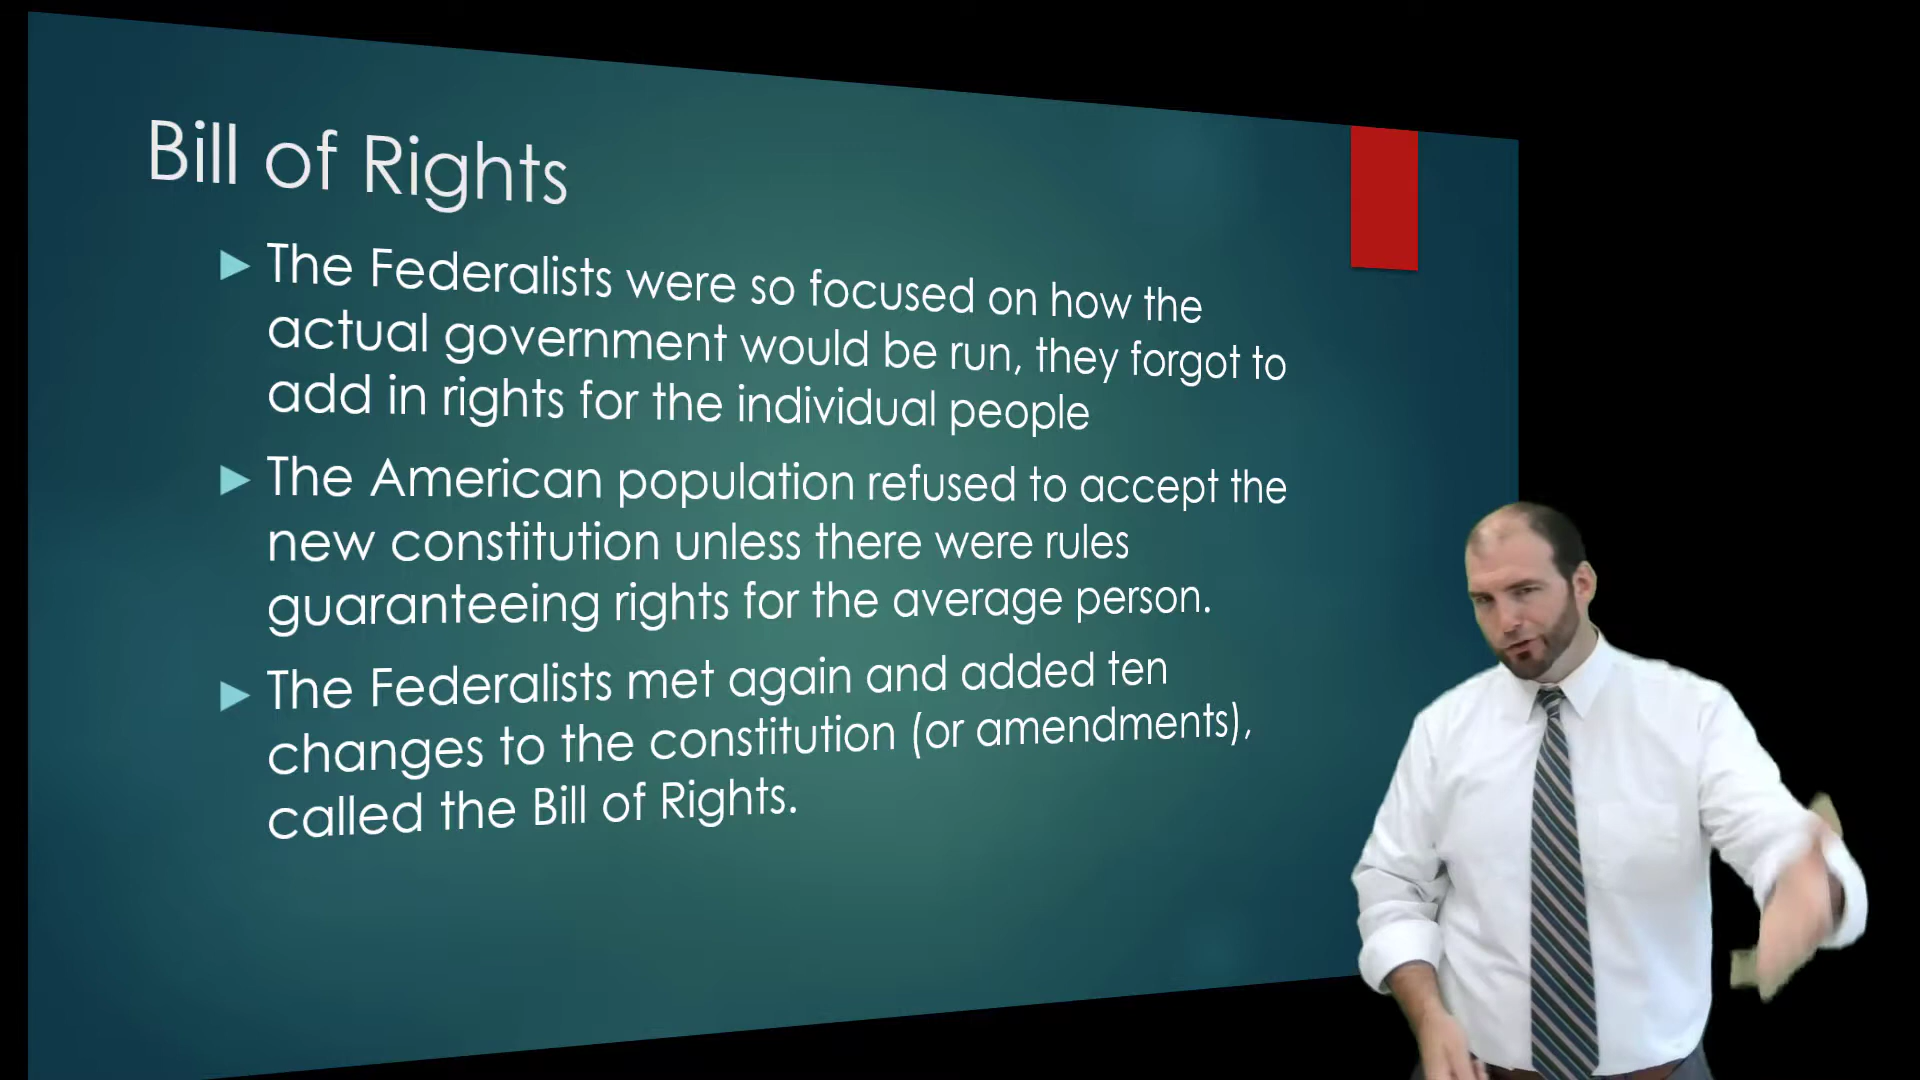 Bill of Rights
The Federalists were so focused on how the
actual government would be run, they forgot to
add in rights for the individual people
The American population refused to accept the
new constitution unless there were rules
guaranteeing rights for the average person.
The Federalists met again and added ten
changes to the constitution (or amendments),
called the Bill of Rights.